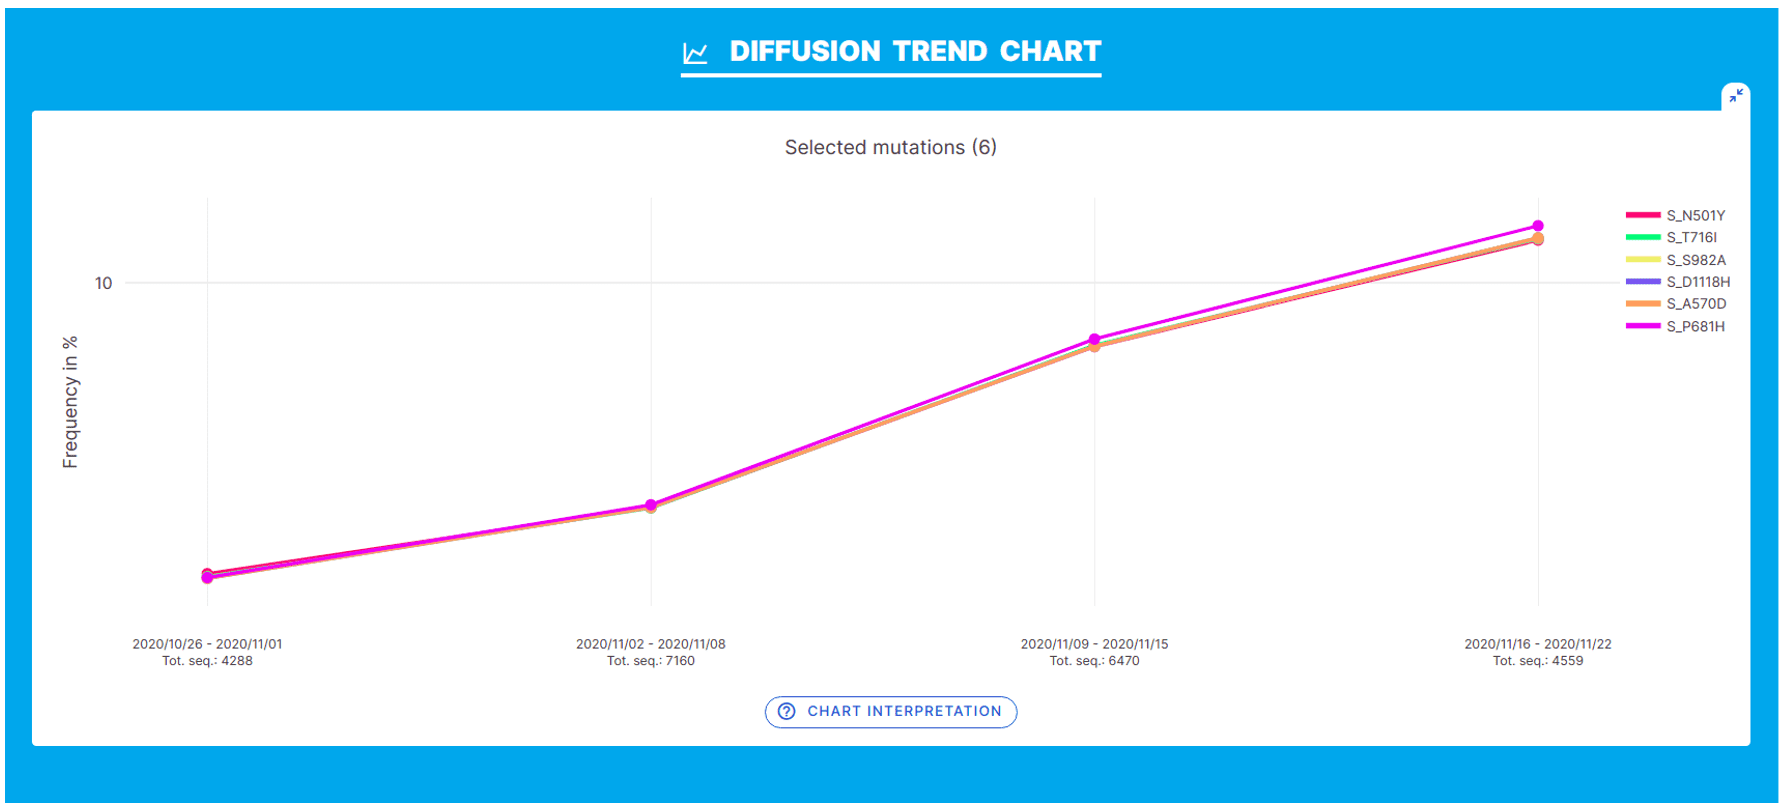 DIFFUSION TREND CHART
Selected mutations (6)
10
Frequency in %
S_N501Y
S_T716I
S_S982A
S_D1118H
S_A570D
S_P681H
2020/10/26 - 2020/11/01
Tot. seq.: 4288
2020/11/02 - 2020/11/08
Tot. seq.: 7160
2020/11/09 - 2020/11/15
Tot. seq.: 6470
2020/11/16 - 2020/11/22
Tot. seq.: 4559
CHART INTERPRETATION